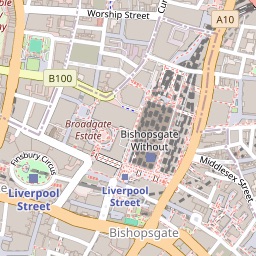 Worship Street
A10
B100
Broadgate
Estate
Bishopsgate
Without
Finsbury Circus
Middlesex Street
Liverpool
Street
Liverpool
Street
Bishopsgate